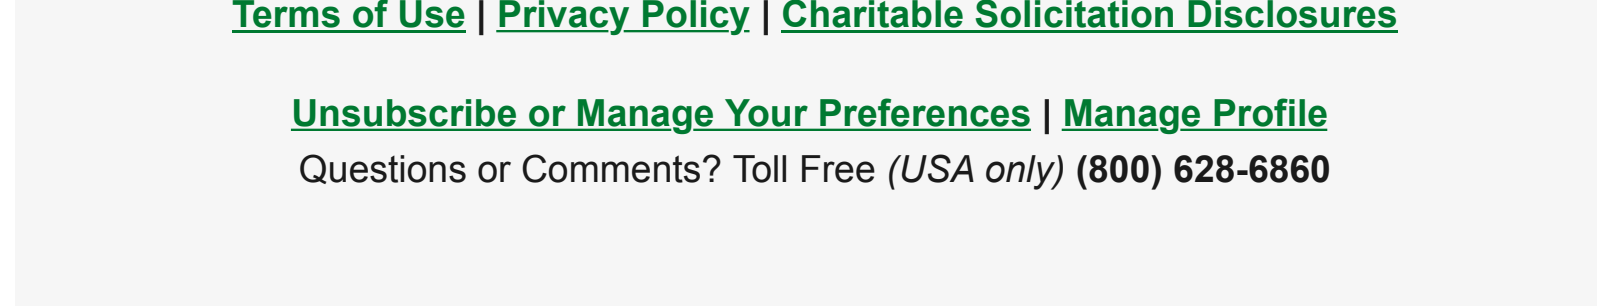 Terms of Use | Privacy Policy | Charitable Solicitation Disclosures
Unsubscribe or Manage Your Preferences | Manage Profile
Questions or Comments? Toll Free (USA only) (800) 628-6860